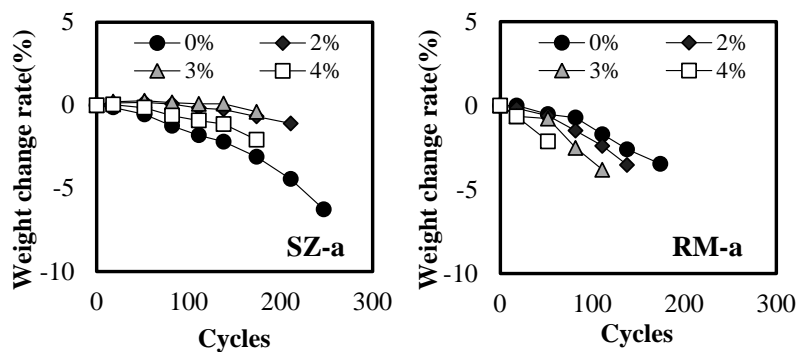 5
0
-5
-10
Weight change rate(%)
0% 2%
3% 4%
SZ-a
0 100 200 300
Cycles
5
0
-5
-10
Weight change rate(%)
0% 2%
3% 4%
RM-a
0 100 200 300
Cycles